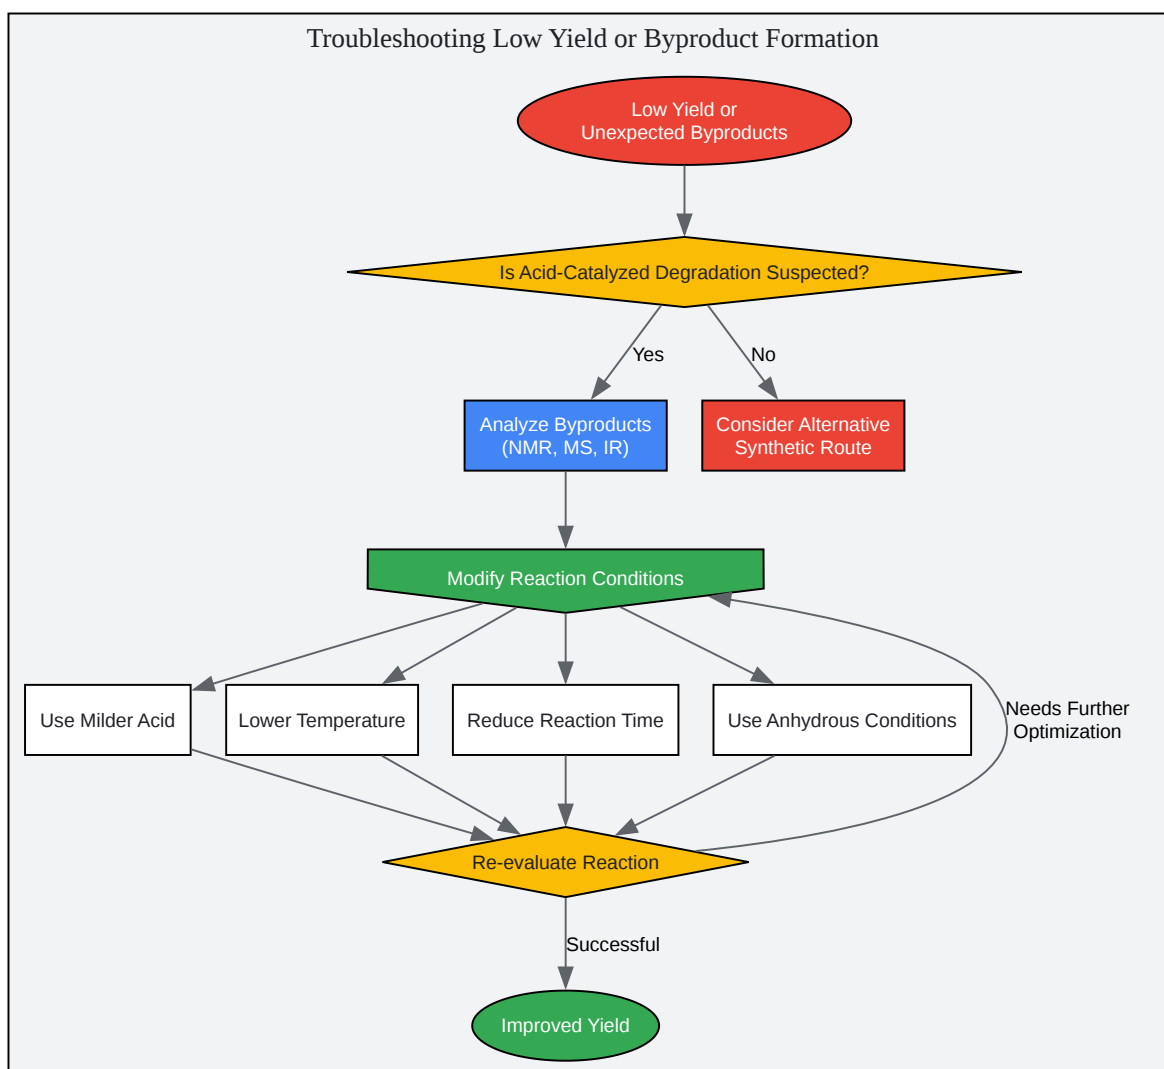 Troubleshooting Low Yield or Byproduct Formation
Low Yield or
Unexpected Byproducts
Is Acid-Catalyzed Degradation Suspected?
Yes
No
Analyze Byproducts
(NMR, MS, IR)
Consider Alternative
Synthetic Route
Modify Reaction Conditions
Use Milder Acid
Lower Temperature
Reduce Reaction Time
Use Anhydrous Conditions
Needs Further
Optimization
Re-evaluate Reaction
Successful
Improved Yield